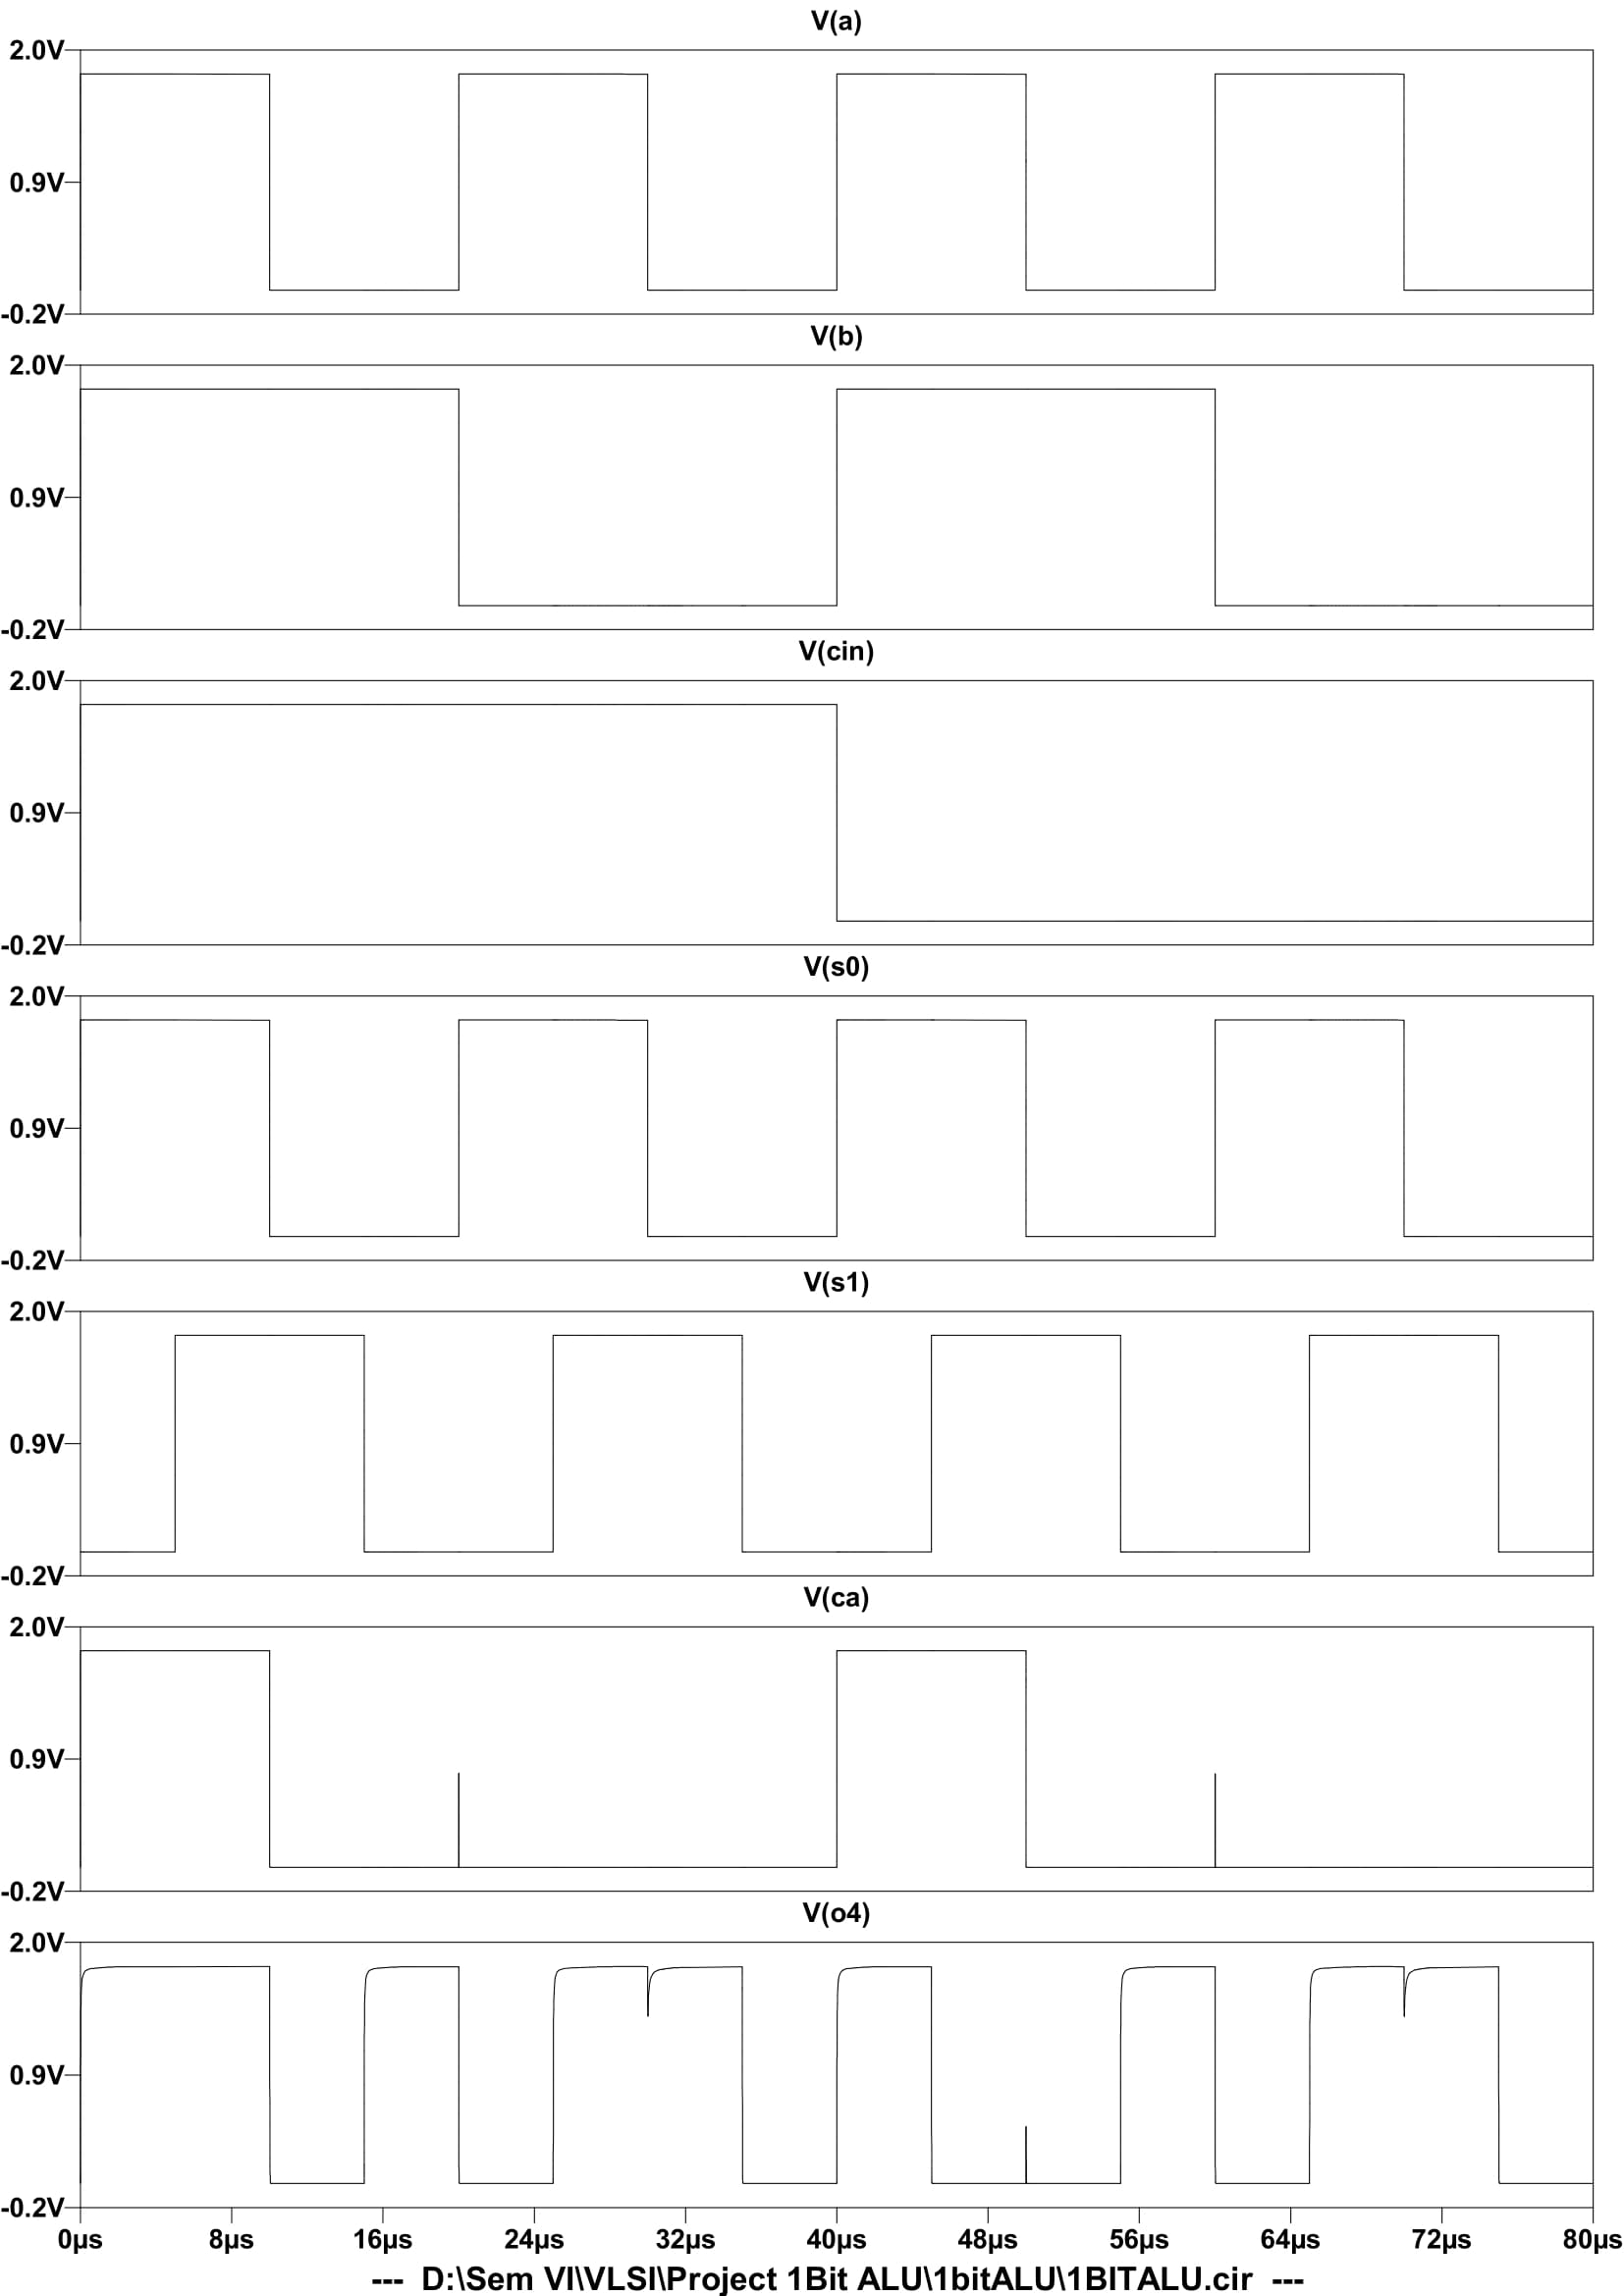 V(a)
2.0V
0.9V
-0.2V
V(b)
2.0V
0.9V
-0.2V
V(cin)
2.0V
0.9V
-0.2V
V(s0)
2.0V
0.9V
-0.2V
V(s1)
2.0V
0.9V
-0.2V
V(ca)
2.0V
0.9V
-0.2V
V(o4)
2.0V
0.9V
-0.2V
0µs 8µs 16µs 24µs 32µs 40µs 48µs 56µs 64µs 72µs 80µs
--- D:\Sem VI\VLSI\Project 1Bit ALU\1bitALU\1BITALU.cir ---